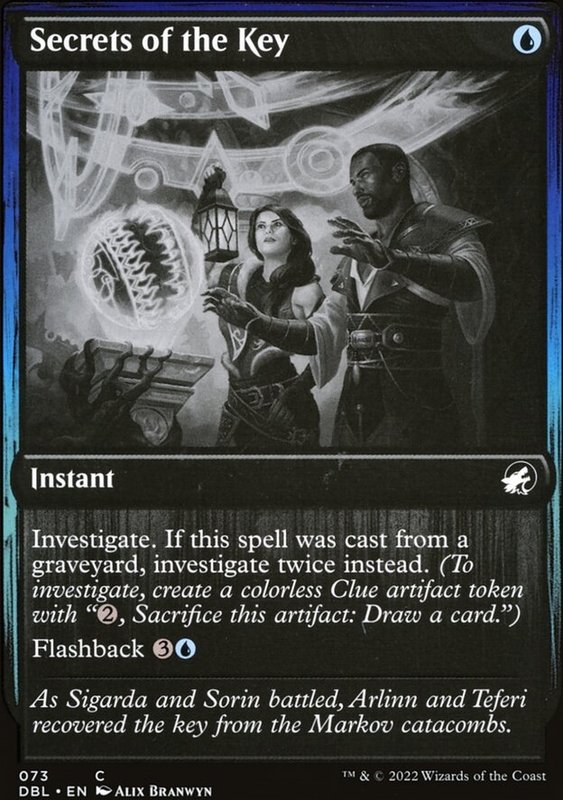 Secrets of the Key
Instant
Investigate. If this spell was cast from a
graveyard, investigate twice instead. (To
investigate, create a colorless Clue artifact token
with “2, Sacrifice this artifact: Draw a card.”)
Flashback 3
As Sigarda and Sorin battled, Arlinn and Teferi
recovered the key from the Markov catacombs.
073 C
DBL • EN Alix Branwyn
™ & © 2022 Wizards of the Coast